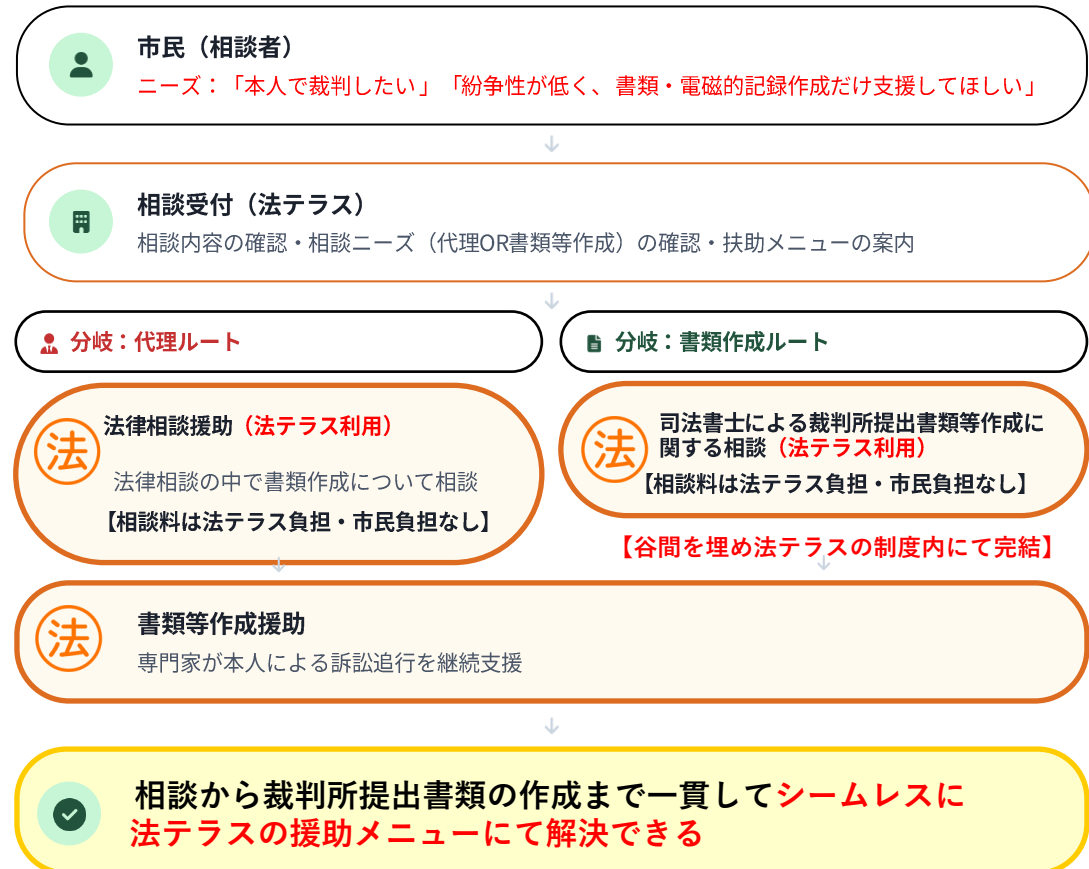 市民（相談者）
ニーズ：「本人で裁判したい」「紛争性が低く、書類・電磁的記録作成だけ支援してほしい」
相談受付（法テラス）
相談内容の確認・相談ニーズ（代理OR書類等作成）の確認・扶助メニューの案内
分岐：代理ルート
分岐：書類作成ルート
法
法律相談援助（法テラス利用）
法律相談の中で書類作成について相談
【相談料は法テラス負担・市民負担なし】
法
司法書士による裁判所提出書類等作成に
関する相談（法テラス利用）
【相談料は法テラス負担・市民負担なし】
【谷間を埋め法テラスの制度内にて完結】
法
書類等作成援助
専門家が本人による訴訟追行を継続支援
相談から裁判所提出書類の作成まで一貫してシームレスに
法テラスの援助メニューにて解決できる